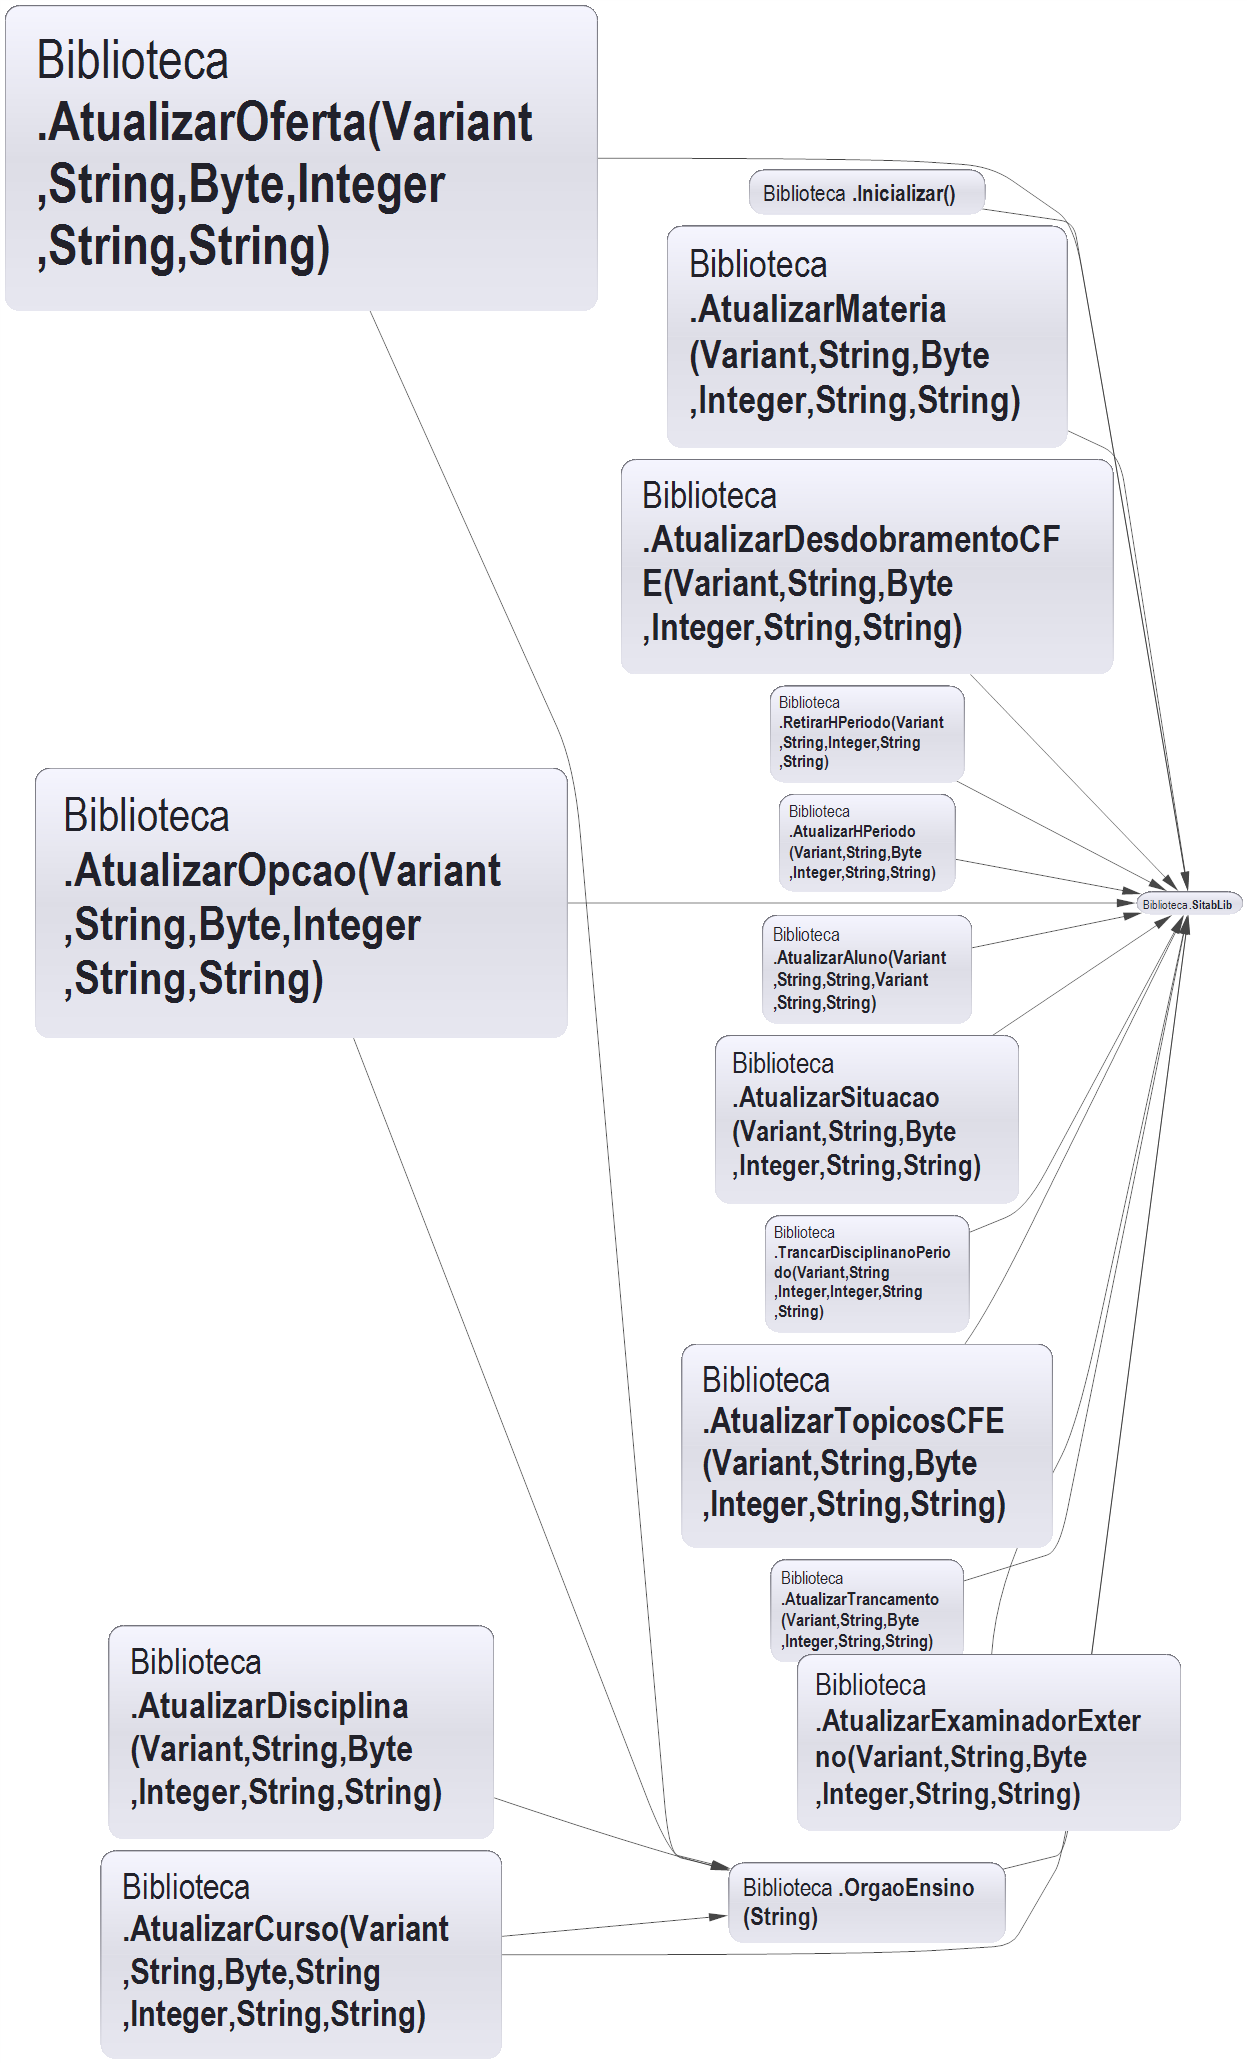 Biblioteca
.AtualizarOferta(Variant
,String,Byte,Integer
,String,String)
Biblioteca .Inicializar()
Biblioteca
.AtualizarMateria
(Variant,String,Byte
,Integer,String,String)
Biblioteca
.AtualizarDesdobramentoCF
E(Variant,String,Byte
,Integer,String,String)
Biblioteca
.RetirarHPeriodo(Variant
,String,Integer,String
,String)
Biblioteca
.AtualizarOpcao(Variant
,String,Byte,Integer
,String,String)
Biblioteca
.AtualizarHPeriodo
(Variant,String,Byte
,Integer,String,String)
Biblioteca .SitabLib
Biblioteca
.AtualizarAluno(Variant
,String,String,Variant
,String,String)
Biblioteca
.AtualizarSituacao
(Variant,String,Byte
,Integer,String,String)
Biblioteca
.TrancarDisciplinanoPerio
do(Variant,String
,Integer,Integer,String
,String)
Biblioteca
.AtualizarTopicosCFE
(Variant,String,Byte
,Integer,String,String)
Biblioteca
.AtualizarTrancamento
(Variant,String,Byte
,Integer,String,String)
Biblioteca
.AtualizarDisciplina
(Variant,String,Byte
,Integer,String,String)
Biblioteca
.AtualizarExaminadorExter
no(Variant,String,Byte
,Integer,String,String)
Biblioteca
.AtualizarCurso(Variant
,String,Byte,String
,Integer,String,String)
Biblioteca .OrgaoEnsino
(String)